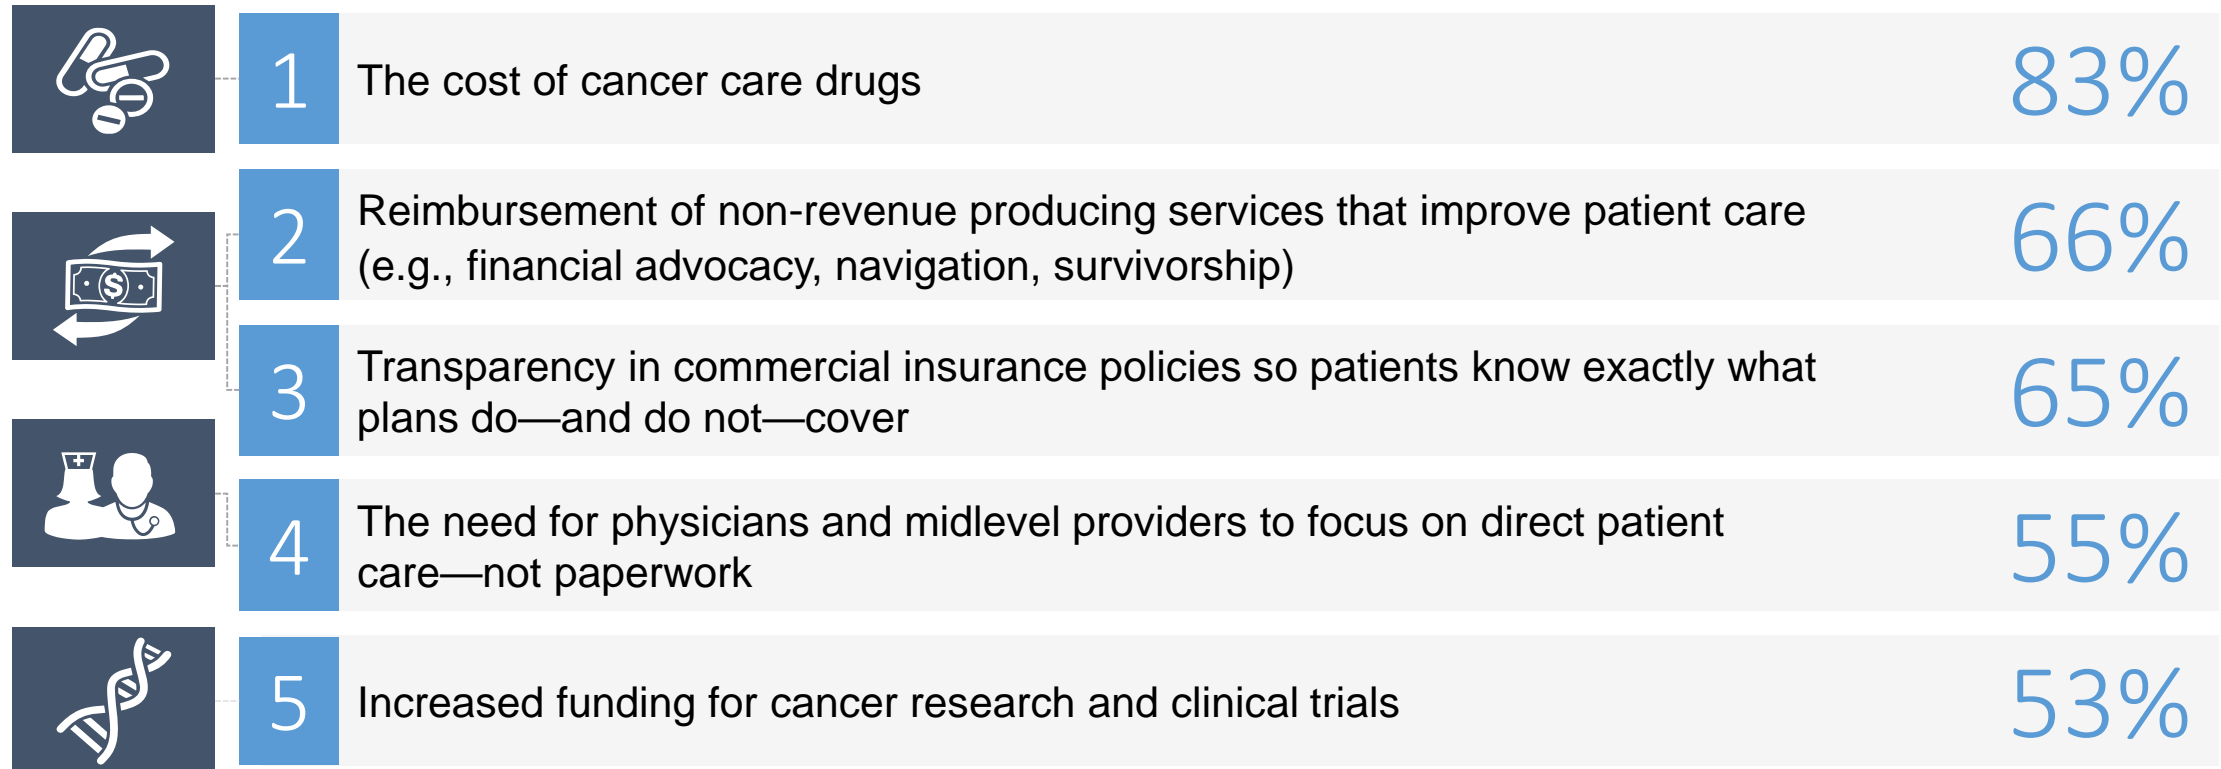 1
The cost of cancer care drugs
83%
2
Reimbursement of non-revenue producing services that improve patient care
(e.g., financial advocacy, navigation, survivorship)
66%
3
Transparency in commercial insurance policies so patients know exactly what
plans do—and do not—cover
65%
4
The need for physicians and midlevel providers to focus on direct patient
care—not paperwork
55%
5
Increased funding for cancer research and clinical trials
53%